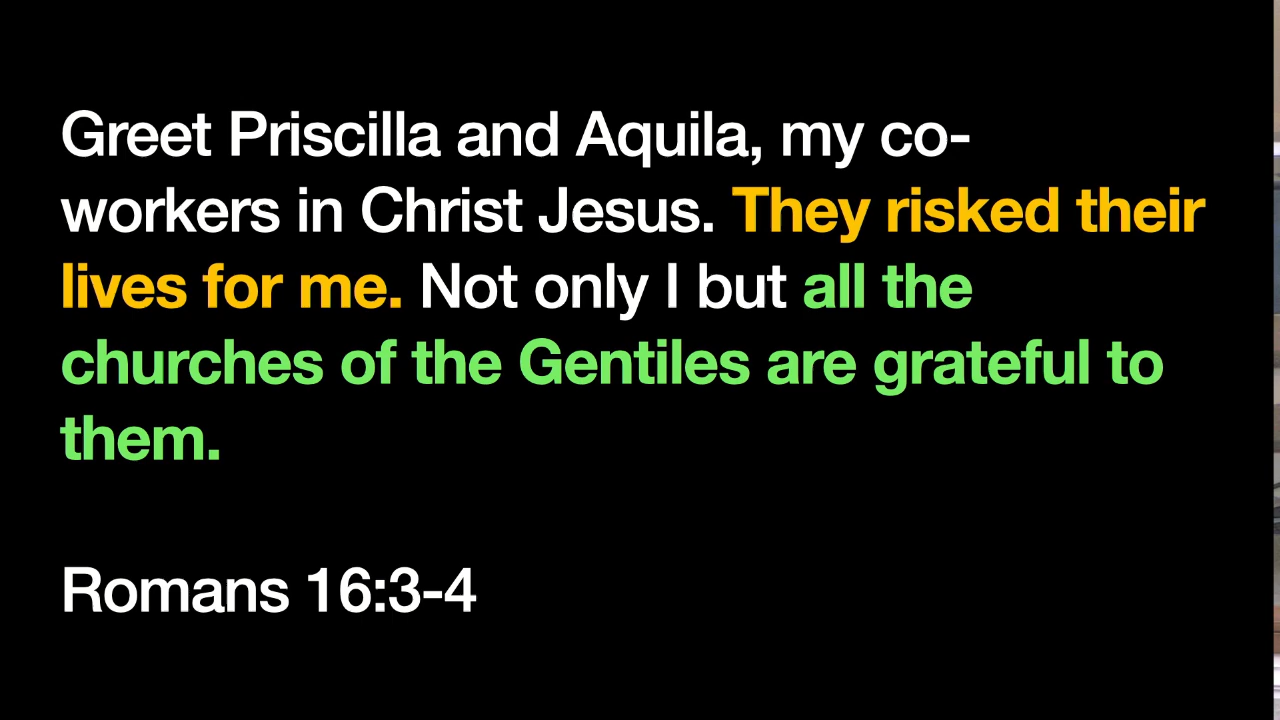 Greet Priscilla and Aquila, my co-
workers in Christ Jesus. They risked their
lives for me. Not only I but all the
churches of the Gentiles are grateful to
them.
Romans 16:3-4